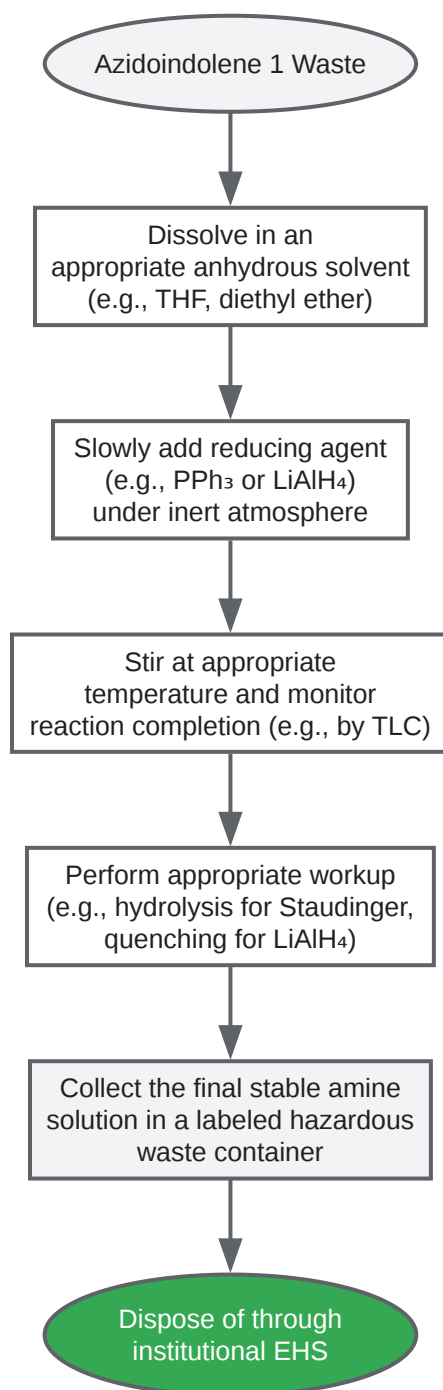 Azidoindolene 1 Waste
Dissolve in an
appropriate anhydrous solvent
(e.g., THF, diethyl ether)
Slowly add reducing agent
(e.g., PPh₃ or LiAlH₄)
under inert atmosphere
Stir at appropriate
temperature and monitor
reaction completion (e.g., by TLC)
Perform appropriate workup
(e.g., hydrolysis for Staudinger,
quenching for LiAlH₄)
Collect the final stable amine
solution in a labeled hazardous
waste container
Dispose of through
institutional EHS